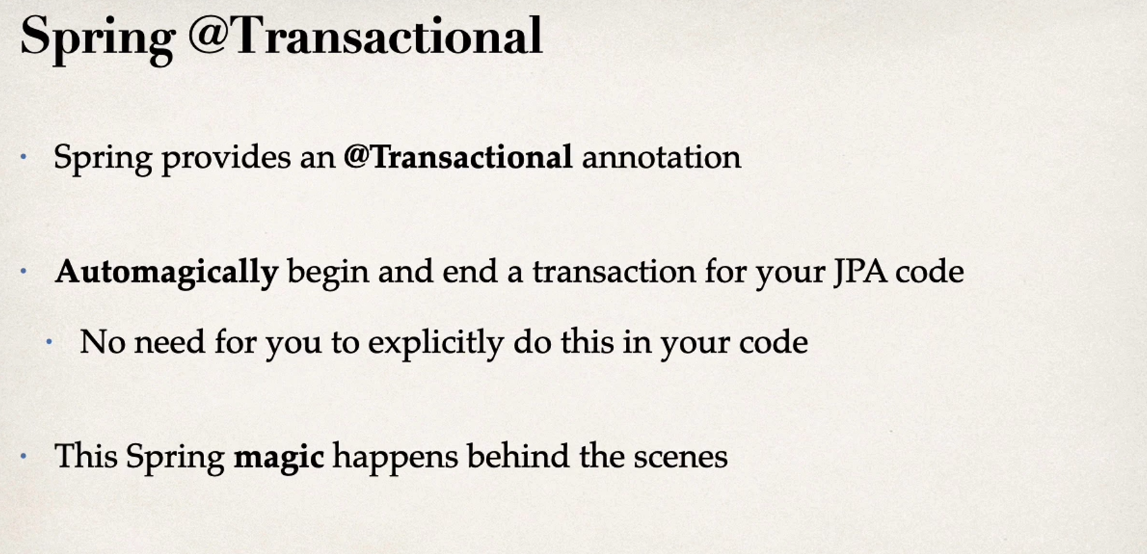 Spring @Transactional
• Spring provides an @Transactional annotation
• Automagically begin and end a transaction for your JPA code
• No need for you to explicitly do this in your code
• This Spring magic happens behind the scenes